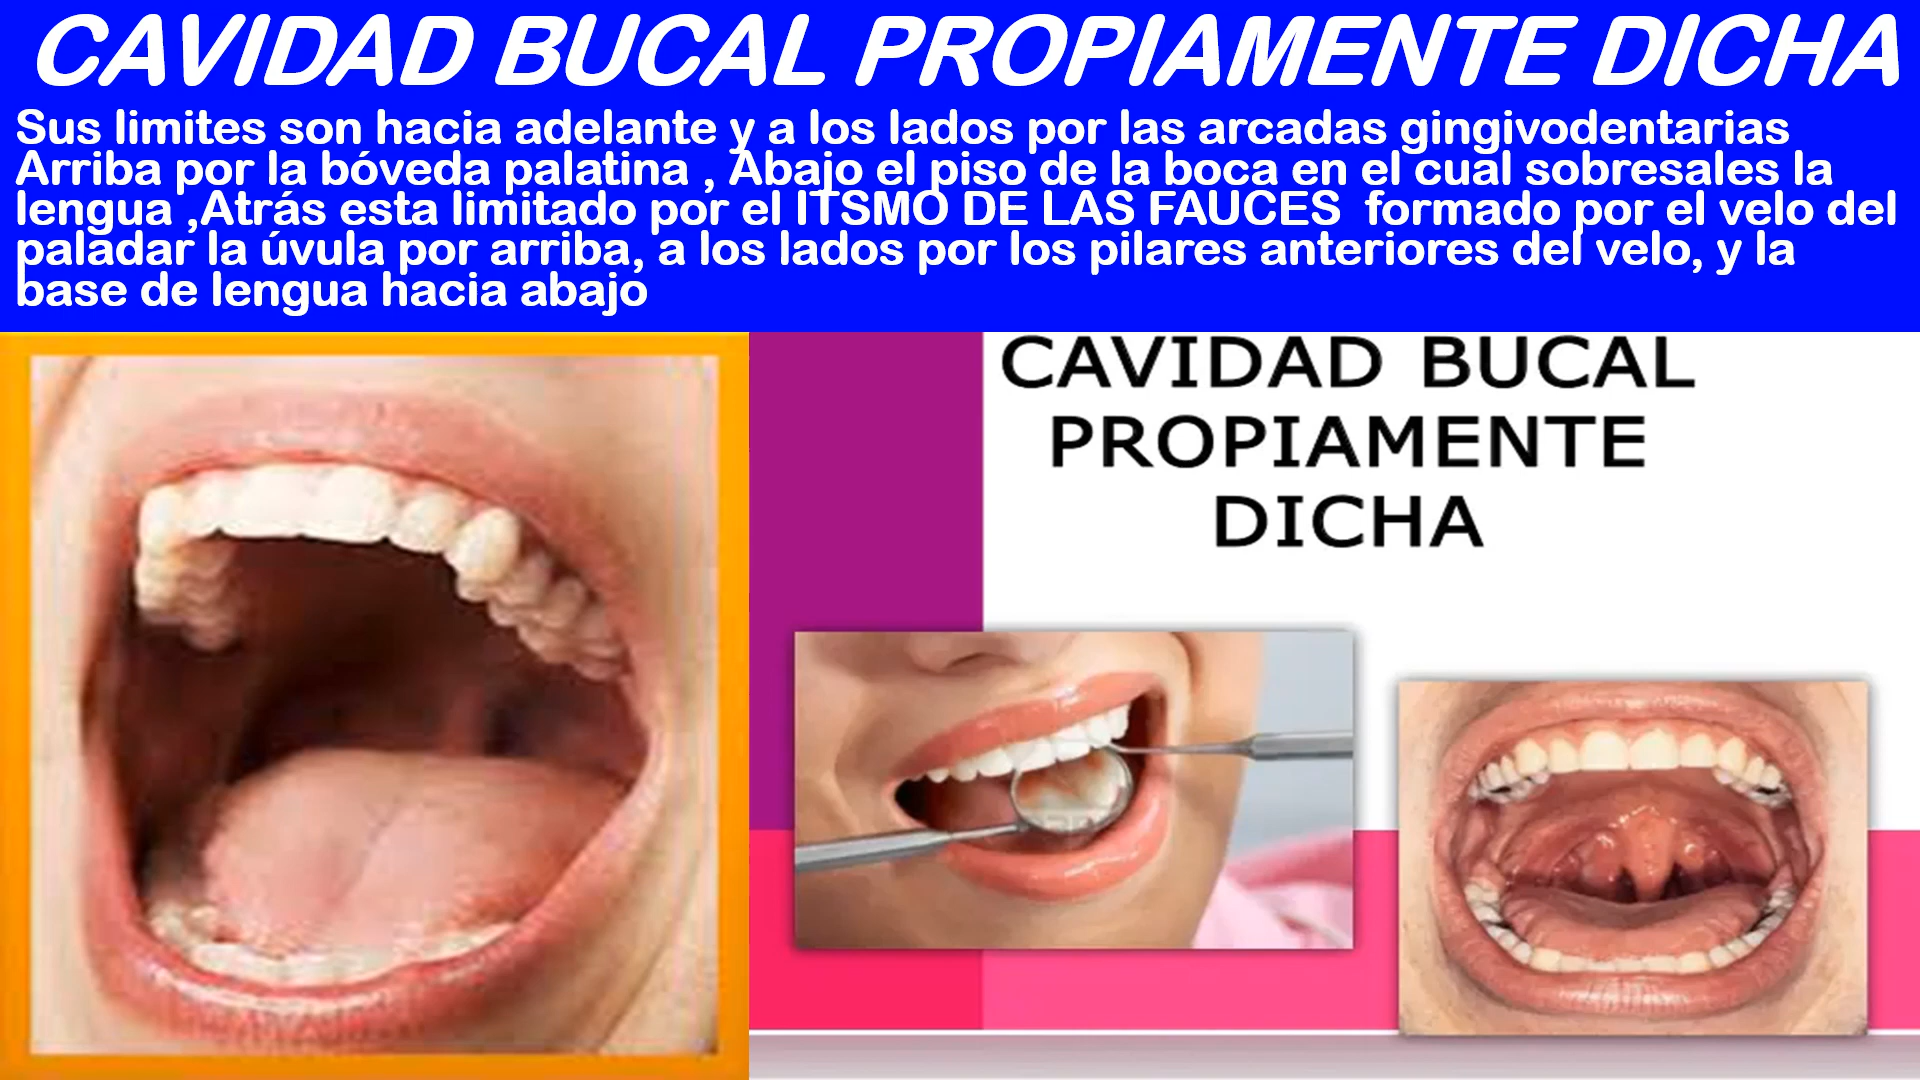 CAVIDAD BUCAL PROPIAMENTE DICHA
Sus limites son hacia adelante y a los lados por las arcadas gingivodentarias
Arriba por la bóveda palatina , Abajo el piso de la boca en el cual sobresales la
lengua ,Atrás esta limitado por el ITSMO DE LAS FAUCES formado por el velo del
paladar la úvula por arriba, a los lados por los pilares anteriores del velo, y la
base de lengua hacia abajo
CAVIDAD BUCAL
PROPIAMENTE
DICHA